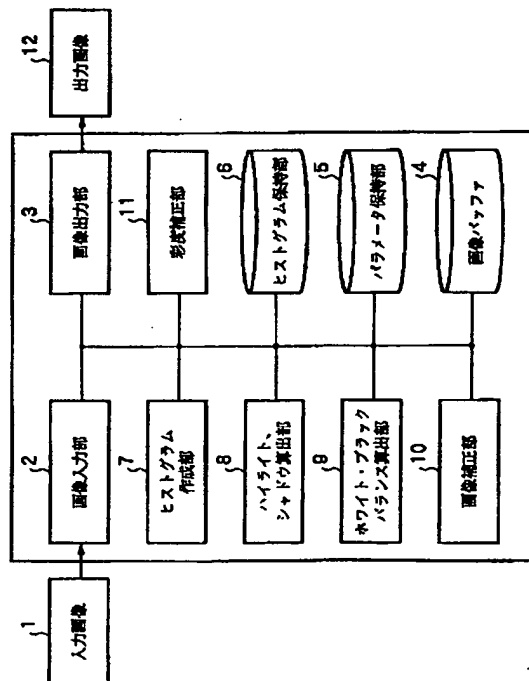 1
入力画像
2
画像入力部
3
画像出力部
12
出力画像
7
ヒストグラム
作成部
11
彩度補正部
8
ハイライト、
シャドウ算出部
6
ヒストグラム保持部
9
ホワイト・ブラック
バランス算出部
5
パラメータ保持部
10
画像補正部
4
画像バッファ